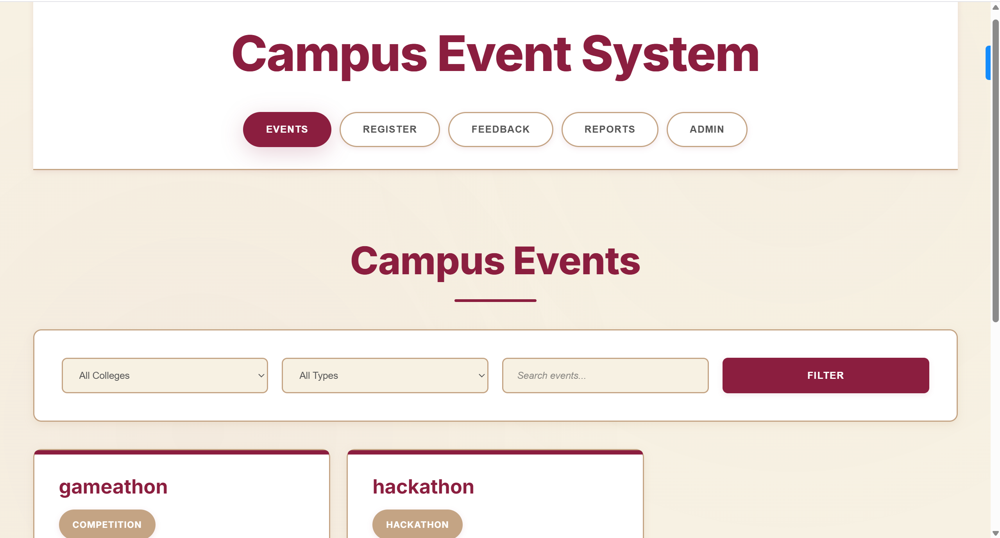 Campus Event System
EVENTS REGISTER FEEDBACK REPORTS ADMIN
Campus Events
All Colleges All Types Search events... FILTER
gameathon
COMPETITION
hackathon
HACKATHON